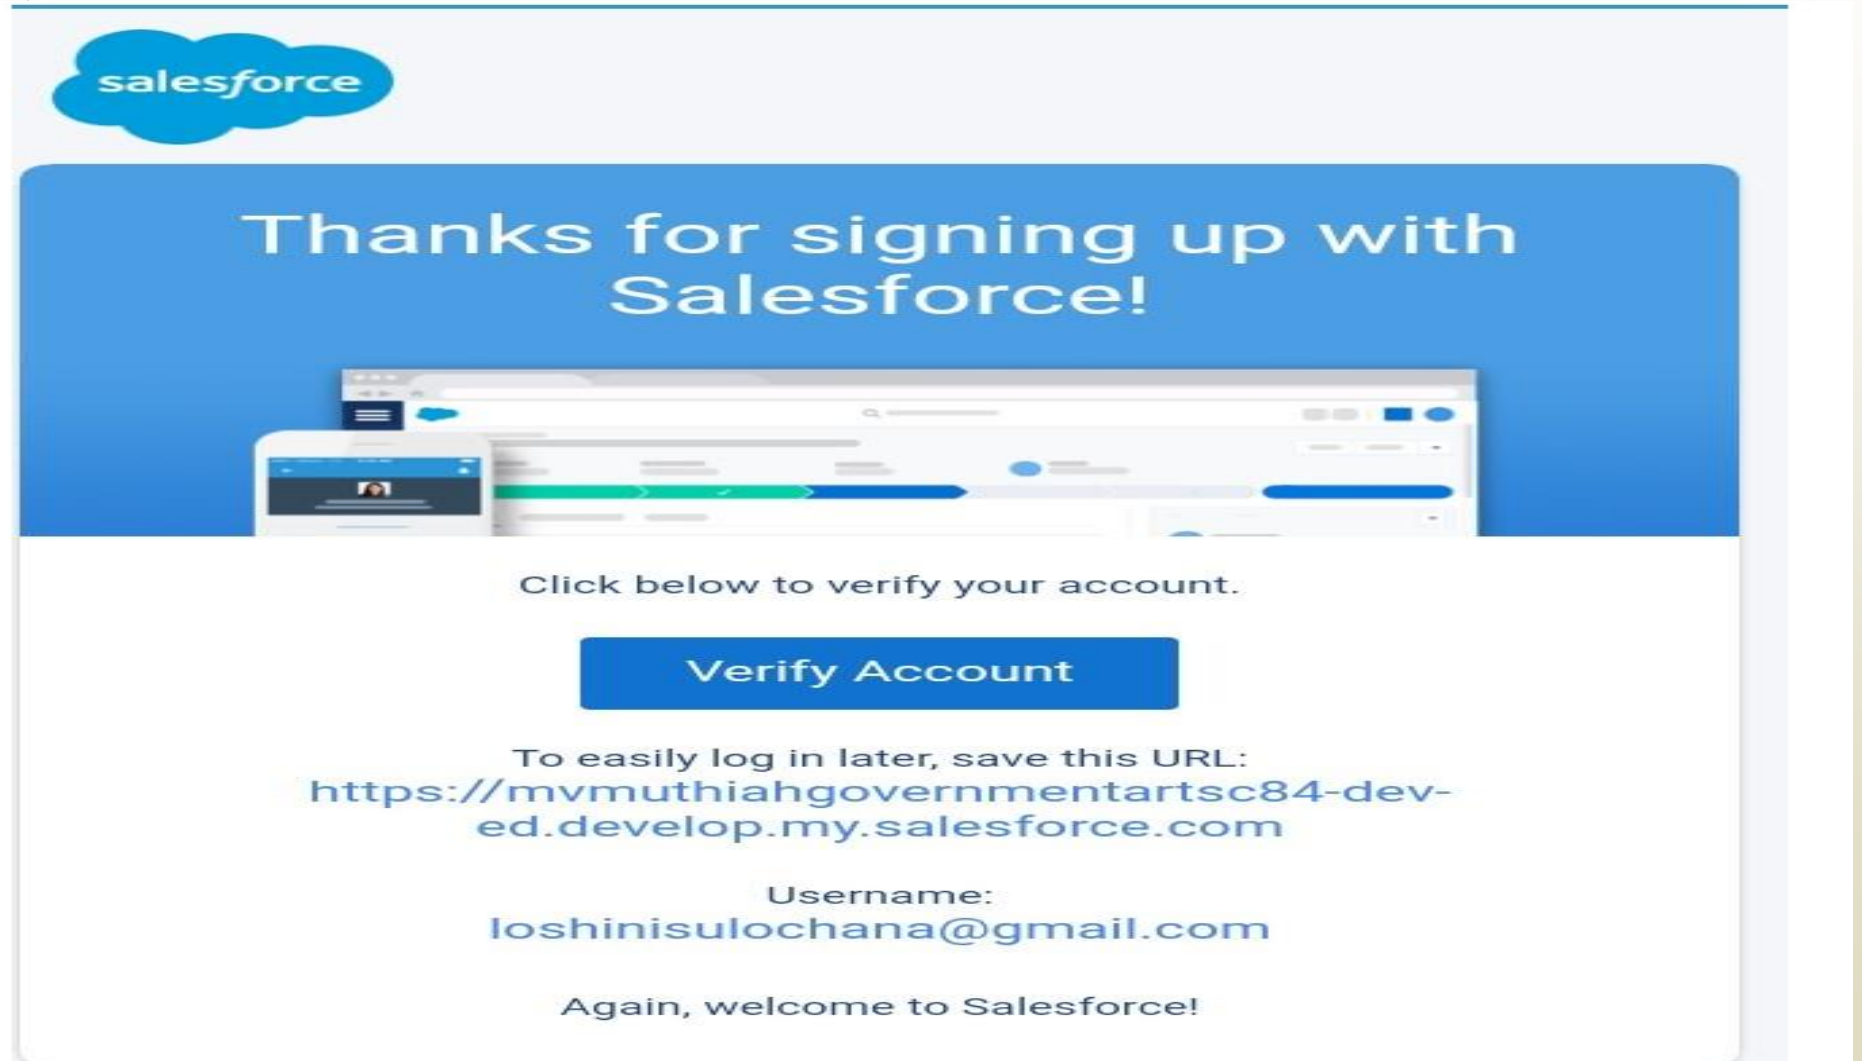 salesforce
Thanks for signing up with
Salesforce!
Click below to verify your account.
Verify Account
To easily log in later, save this URL:
https://mvmuthiahgovernmentartsc84-dev-
ed.develop.my.salesforce.com
Username:
loshinisulochana@gmail.com
Again, welcome to Salesforce!